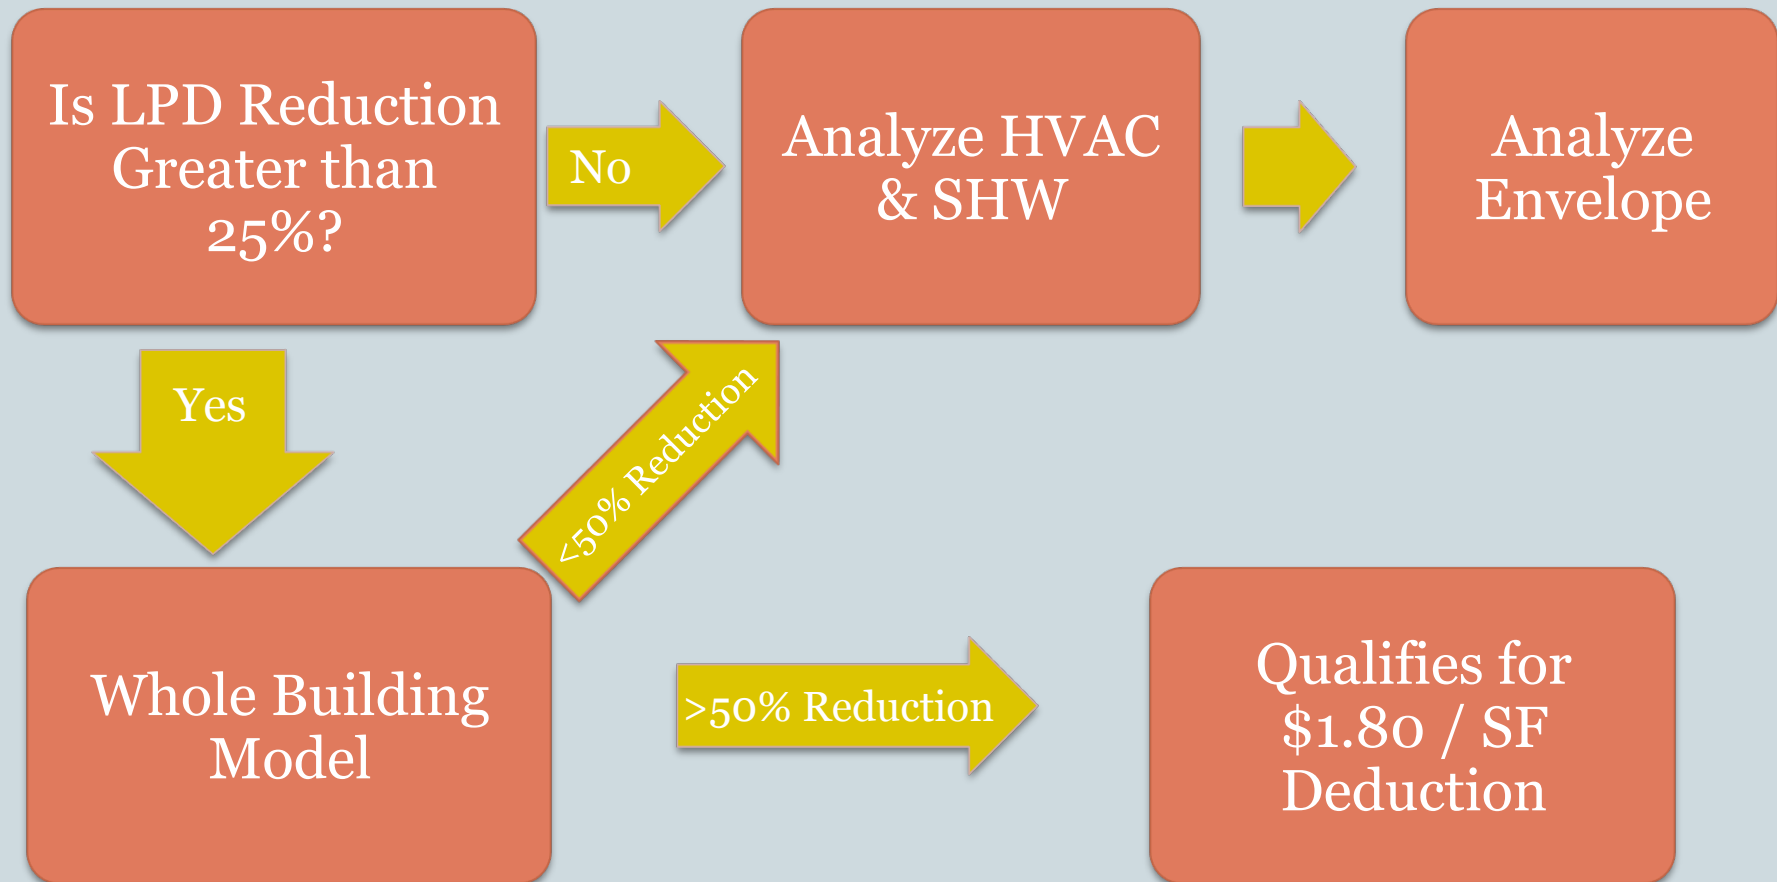 Is LPD Reduction
Greater than
25%?
No
Analyze HVAC
& SHW
Analyze
Envelope
Yes
<50% Reduction
Whole Building
Model
>50% Reduction
Qualifies for
$1.80 / SF
Deduction